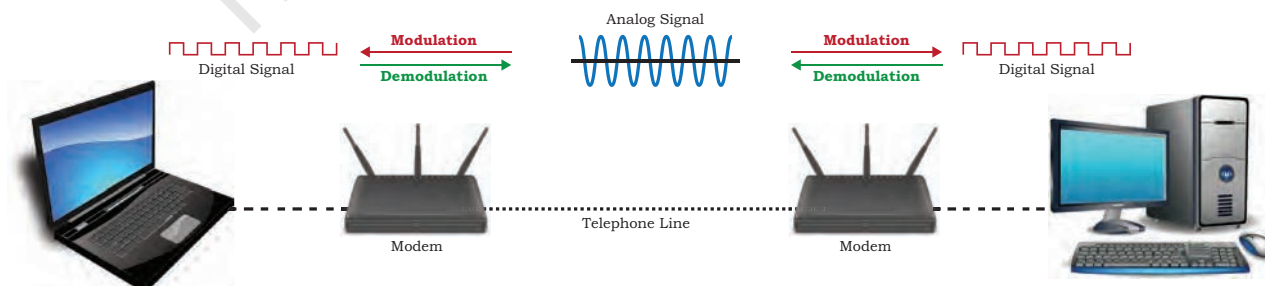 Analog Signal
Modulation
Demodulation
Digital Signal
Modulation
Demodulation
Digital Signal
Telephone Line
Modem
Modem